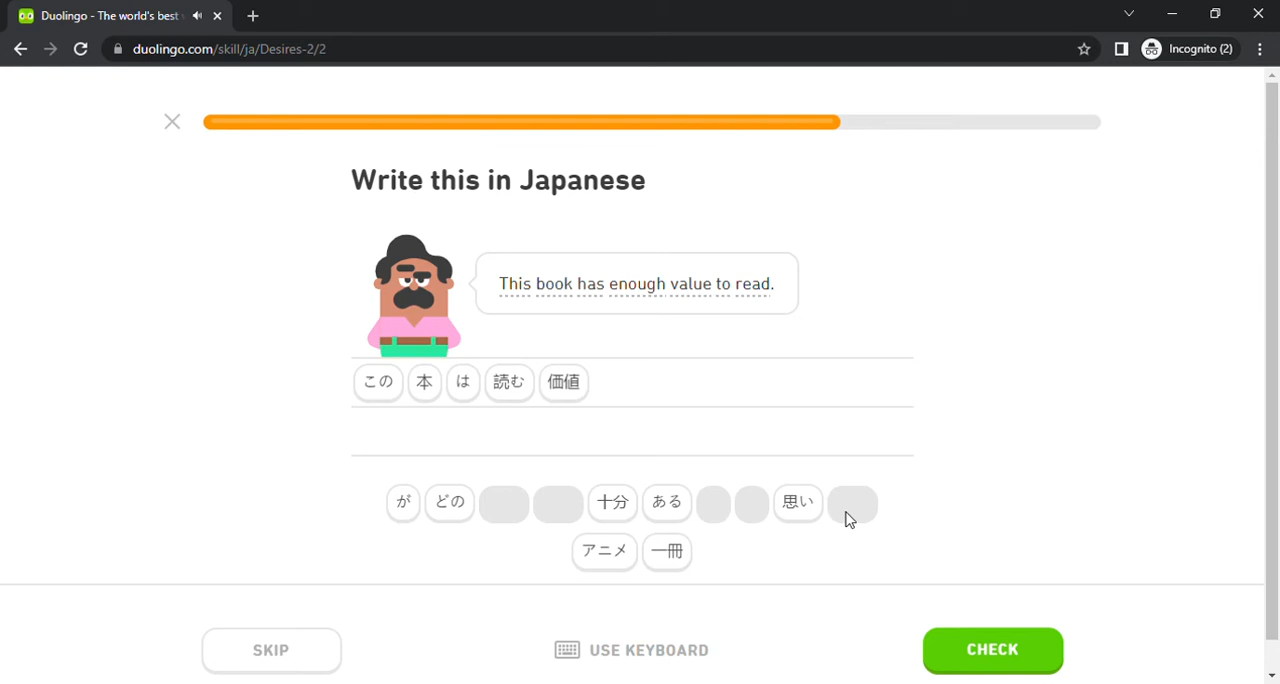 Duolingo - The world's best
duolingo.com/skill/ja/Desires-2/2
Incognito (2)
Write this in Japanese
This book has enough value to read.
この 本 は 読む 価値
が どの 十分 ある 思い
アニメ 一冊
SKIP
USE KEYBOARD
CHECK